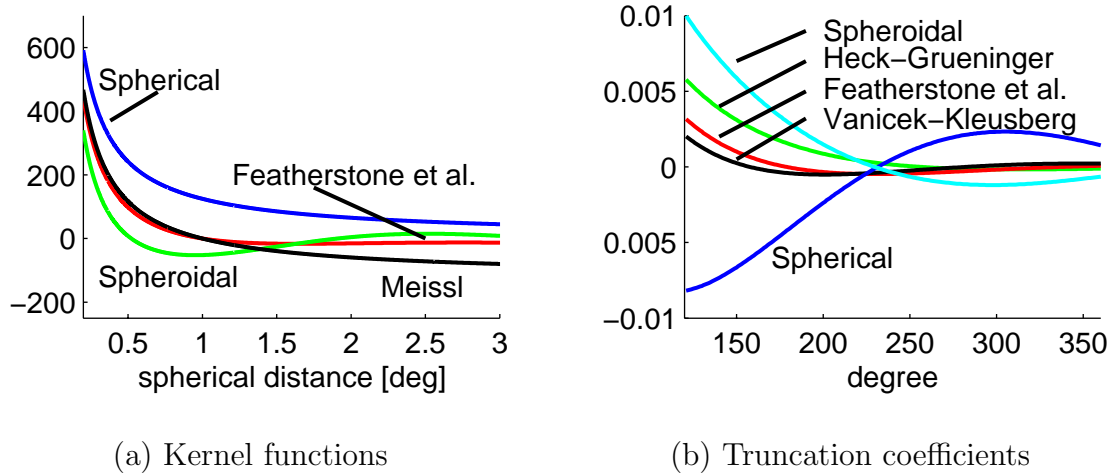 600
400
200
0
−200
Spherical
Featherstone et al.
Spheroidal
Meissl
0.5 1 1.5 2 2.5 3
spherical distance [deg]
(a) Kernel functions
0.01
0.005
0
0.005
−0.01
Spheroidal
Heck−Grueninger
Featherstone et al.
Vanicek−Kleusberg
Spherical
150 200 250 300 350
degree
(b) Truncation coefficients